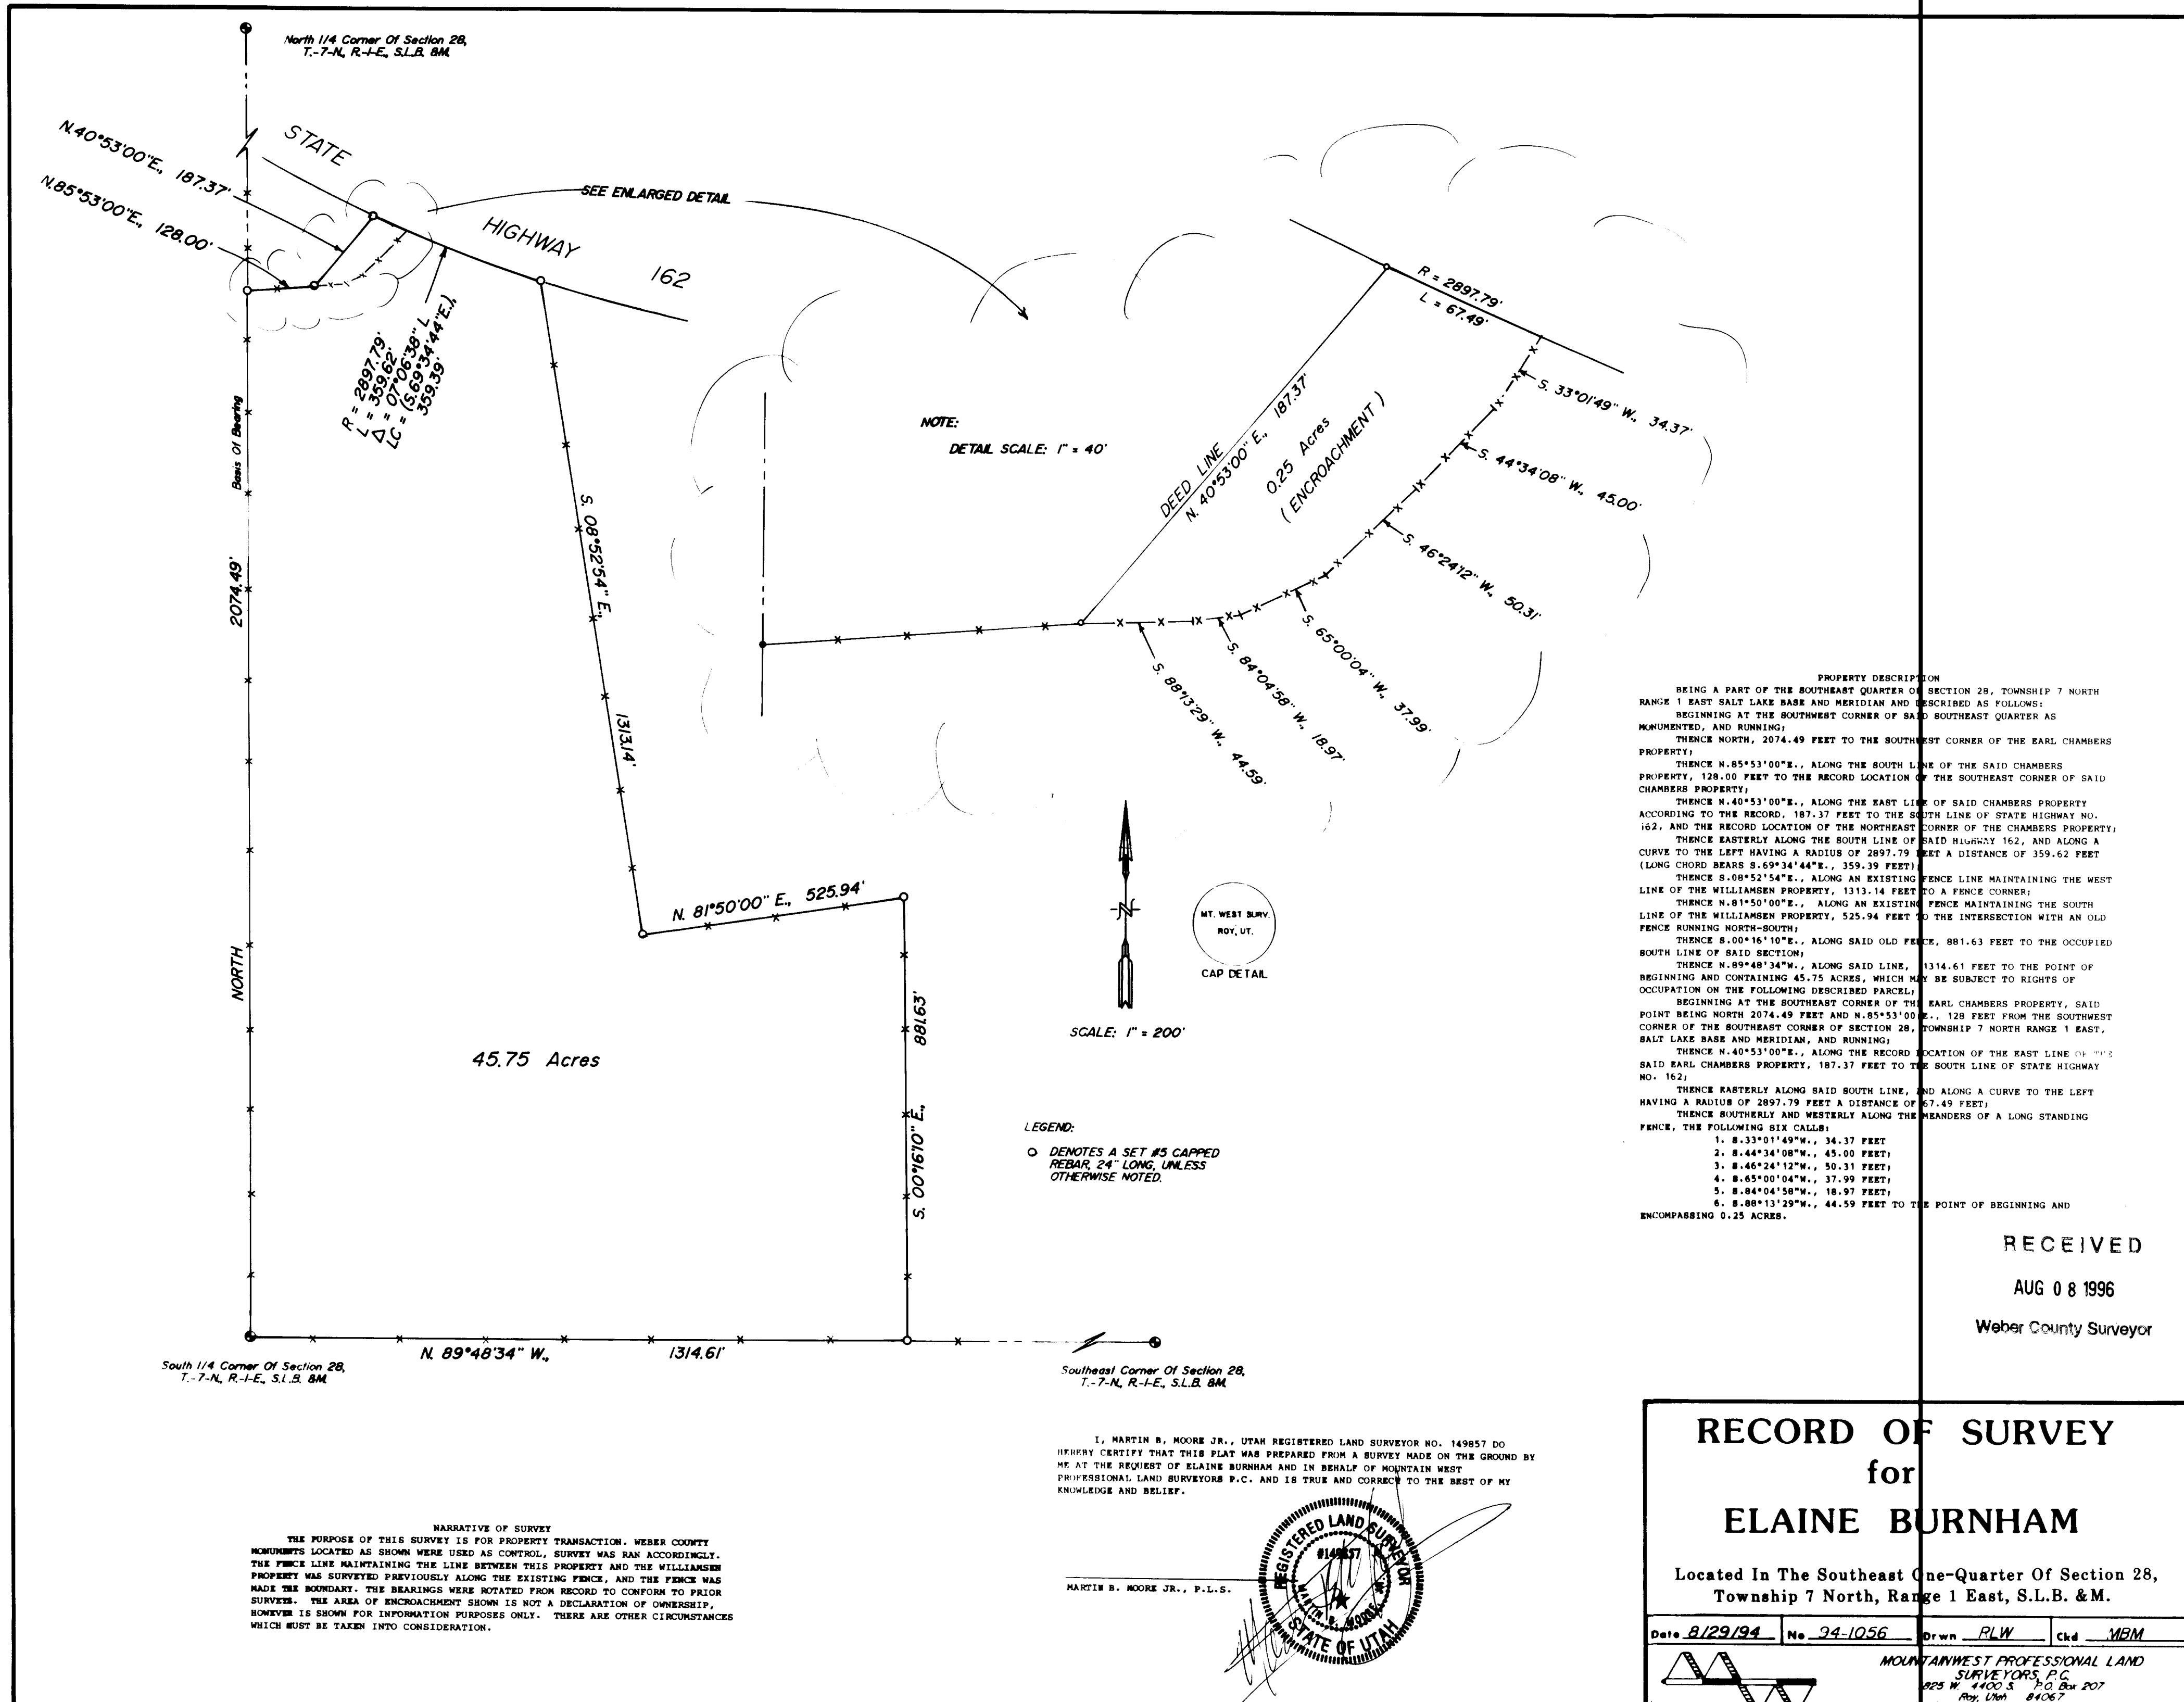 North 1/4 Corner Of Section 28,
T.-7-N., R.-1-E., S.L.B. &M.
N.40°53'00"E., 187.37'
N.85°53'00"E., 128.00'
STATE
HIGHWAY
162
SEE ENLARGED DETAIL
R = 2897.79'
L = 359.62'
Δ = 07°06'38" L
LC = (S.69°34'44"E.),
359.39'
Basis Of Bearing
2074.49'
NORTH
S. 08°52'54" E.,
1313.14'
N. 81°50'00" E., 525.94'
S. 00°16'10" E.,
881.63'
45.75 Acres
N. 89°48'34" W.,
1314.61'
South 1/4 Corner Of Section 28,
T.-7-N., R.-1-E., S.L.B. &M.
Southeast Corner Of Section 28,
T.-7-N., R.-1-E., S.L.B. &M.
NOTE:
DETAIL SCALE: 1" = 40'
R = 2897.79'
L = 67.49'
DEED LINE
N. 40°53'00" E., 187.37'
0.25 Acres
( ENCROACHMENT )
S. 33°01'49" W., 34.37'
S. 44°34'08" W., 45.00'
S. 46°24'12" W., 50.31'
S. 65°00'04" W., 37.99'
S. 84°04'58" W., 18.97'
S. 88°13'29" W., 44.59'
N
SCALE: 1" = 200'
MT. WEST SURV.
ROY, UT.
CAP DETAIL
LEGEND:
DENOTES A SET #5 CAPPED
REBAR, 24" LONG, UNLESS
OTHERWISE NOTED.
PROPERTY DESCRIPTION
BEING A PART OF THE SOUTHEAST QUARTER OF SECTION 28, TOWNSHIP 7 NORTH
RANGE 1 EAST SALT LAKE BASE AND MERIDIAN AND DESCRIBED AS FOLLOWS:
BEGINNING AT THE SOUTHWEST CORNER OF SAID SOUTHEAST QUARTER AS
MONUMENTED, AND RUNNING;
THENCE NORTH, 2074.49 FEET TO THE SOUTHWEST CORNER OF THE EARL CHAMBERS
PROPERTY;
THENCE N.85°53'00"E., ALONG THE SOUTH LINE OF THE SAID CHAMBERS
PROPERTY, 128.00 FEET TO THE RECORD LOCATION OF THE SOUTHEAST CORNER OF SAID
CHAMBERS PROPERTY;
THENCE N.40°53'00"E., ALONG THE EAST LINE OF SAID CHAMBERS PROPERTY
ACCORDING TO THE RECORD, 187.37 FEET TO THE SOUTH LINE OF STATE HIGHWAY NO.
162, AND THE RECORD LOCATION OF THE NORTHEAST CORNER OF THE CHAMBERS PROPERTY;
THENCE EASTERLY ALONG THE SOUTH LINE OF SAID HIGHWAY 162, AND ALONG A
CURVE TO THE LEFT HAVING A RADIUS OF 2897.79 FEET A DISTANCE OF 359.62 FEET
(LONG CHORD BEARS S.69°34'44"E., 359.39 FEET);
THENCE S.08°52'54"E., ALONG AN EXISTING FENCE LINE MAINTAINING THE WEST
LINE OF THE WILLIAMSEN PROPERTY, 1313.14 FEET TO A FENCE CORNER;
THENCE N.81°50'00"E., ALONG AN EXISTING FENCE MAINTAINING THE SOUTH
LINE OF THE WILLIAMSEN PROPERTY, 525.94 FEET TO THE INTERSECTION WITH AN OLD
FENCE RUNNING NORTH-SOUTH;
THENCE S.00°16'10"E., ALONG SAID OLD FENCE, 881.63 FEET TO THE OCCUPIED
SOUTH LINE OF SAID SECTION;
THENCE N.89°48'34"W., ALONG SAID LINE, 1314.61 FEET TO THE POINT OF
BEGINNING AND CONTAINING 45.75 ACRES, WHICH MAY BE SUBJECT TO RIGHTS OF
OCCUPATION ON THE FOLLOWING DESCRIBED PARCEL;
BEGINNING AT THE SOUTHEAST CORNER OF THE EARL CHAMBERS PROPERTY, SAID
POINT BEING NORTH 2074.49 FEET AND N.85°53'00"E., 128 FEET FROM THE SOUTHWEST
CORNER OF THE SOUTHEAST CORNER OF SECTION 28, TOWNSHIP 7 NORTH RANGE 1 EAST,
SALT LAKE BASE AND MERIDIAN, AND RUNNING;
THENCE N.40°53'00"E., ALONG THE RECORD LOCATION OF THE EAST LINE OF THE
SAID EARL CHAMBERS PROPERTY, 187.37 FEET TO THE SOUTH LINE OF STATE HIGHWAY
NO. 162;
THENCE EASTERLY ALONG SAID SOUTH LINE, AND ALONG A CURVE TO THE LEFT
HAVING A RADIUS OF 2897.79 FEET A DISTANCE OF 67.49 FEET;
THENCE SOUTHERLY AND WESTERLY ALONG THE MEANDERS OF A LONG STANDING
FENCE, THE FOLLOWING SIX CALLS:
1. S.33°01'49"W., 34.37 FEET
2. S.44°34'08"W., 45.00 FEET;
3. S.46°24'12"W., 50.31 FEET;
4. S.65°00'04"W., 37.99 FEET;
5. S.84°04'58"W., 18.97 FEET;
6. S.88°13'29"W., 44.59 FEET TO THE POINT OF BEGINNING AND
ENCOMPASSING 0.25 ACRES.
RECEIVED
AUG 08 1996
Weber County Surveyor
I, MARTIN B, MOORE JR., UTAH REGISTERED LAND SURVEYOR NO. 149857 DO
HEREBY CERTIFY THAT THIS PLAT WAS PREPARED FROM A SURVEY MADE ON THE GROUND BY
ME AT THE REQUEST OF ELAINE BURNHAM AND IN BEHALF OF MOUNTAIN WEST
PROFESSIONAL LAND SURVEYORS P.C. AND IS TRUE AND CORRECT TO THE BEST OF MY
KNOWLEDGE AND BELIEF.
MARTIN B. MOORE JR., P.L.S.
REGISTERED LAND SURVEYOR
#149857
MARTIN B. MOORE
STATE OF UTAH
NARRATIVE OF SURVEY
THE PURPOSE OF THIS SURVEY IS FOR PROPERTY TRANSACTION. WEBER COUNTY
MONUMENTS LOCATED AS SHOWN WERE USED AS CONTROL, SURVEY WAS RAN ACCORDINGLY.
THE FENCE LINE MAINTAINING THE LINE BETWEEN THIS PROPERTY AND THE WILLIAMSEN
PROPERTY WAS SURVEYED PREVIOUSLY ALONG THE EXISTING FENCE, AND THE FENCE WAS
MADE THE BOUNDARY. THE BEARINGS WERE ROTATED FROM RECORD TO CONFORM TO PRIOR
SURVEYS. THE AREA OF ENCROACHMENT SHOWN IS NOT A DECLARATION OF OWNERSHIP,
HOWEVER IS SHOWN FOR INFORMATION PURPOSES ONLY. THERE ARE OTHER CIRCUMSTANCES
WHICH MUST BE TAKEN INTO CONSIDERATION.
RECORD OF SURVEY
for
ELAINE BURNHAM
Located In The Southeast One-Quarter Of Section 28,
Township 7 North, Range 1 East, S.L.B. &M.
Date 8/29/94 No 94-1056 Drwn RLW Ckd MBM
MOUNTAINWEST PROFESSIONAL LAND
SURVEYORS, P.C.
825 W. 4400 S. P.O. Box 207
Roy, Utah 84067